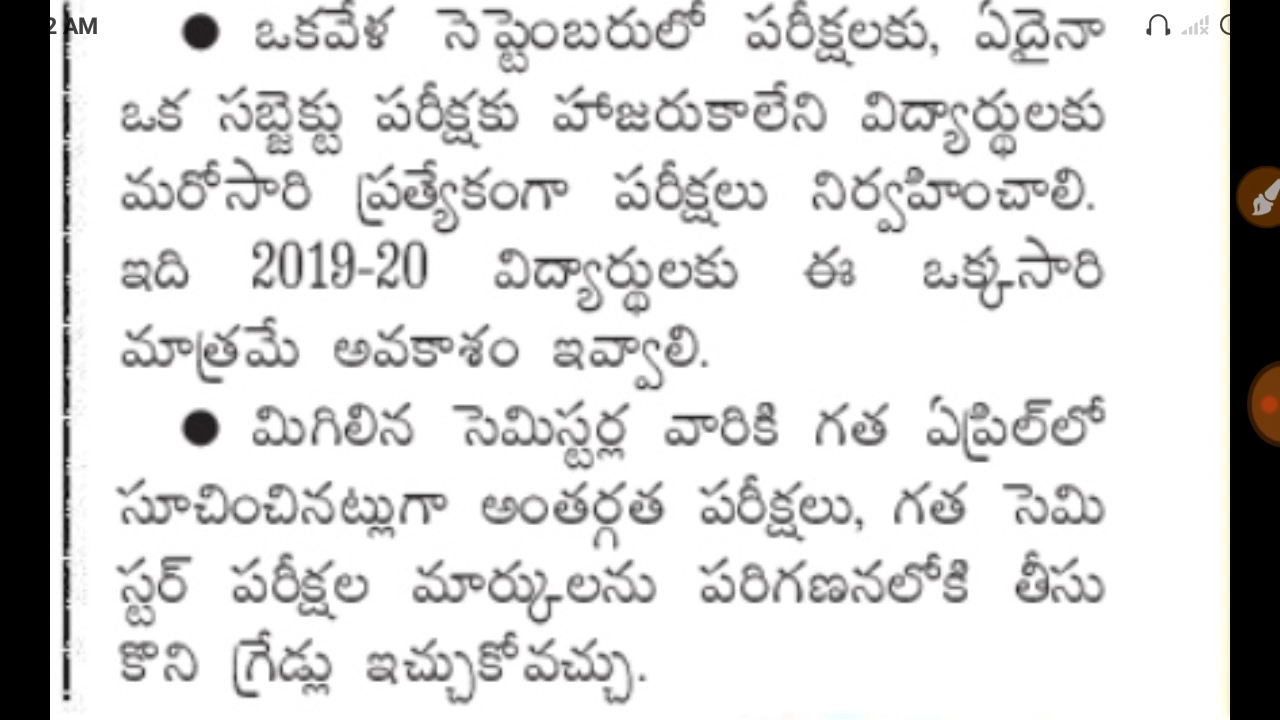 2 AM
● ఒకవేళ సెప్టెంబరులో పరీక్షలకు, ఏదైనా
ఒక సబ్జెక్టు పరీక్షకు హాజరుకాలేని విద్యార్థులకు
మరోసారి ప్రత్యేకంగా పరీక్షలు నిర్వహించాలి.
ఇది 2019-20 విద్యార్థులకు ఈ ఒక్కసారి
మాత్రమే అవకాశం ఇవ్వాలి.
● మిగిలిన సెమిస్టర్ల వారికి గత ఏప్రిల్‌లో
సూచించినట్లుగా అంతర్గత పరీక్షలు, గత సెమి
స్టర్ పరీక్షల మార్కులను పరిగణనలోకి తీసు
కొని గ్రేడ్లు ఇచ్చుకోవచ్చు.